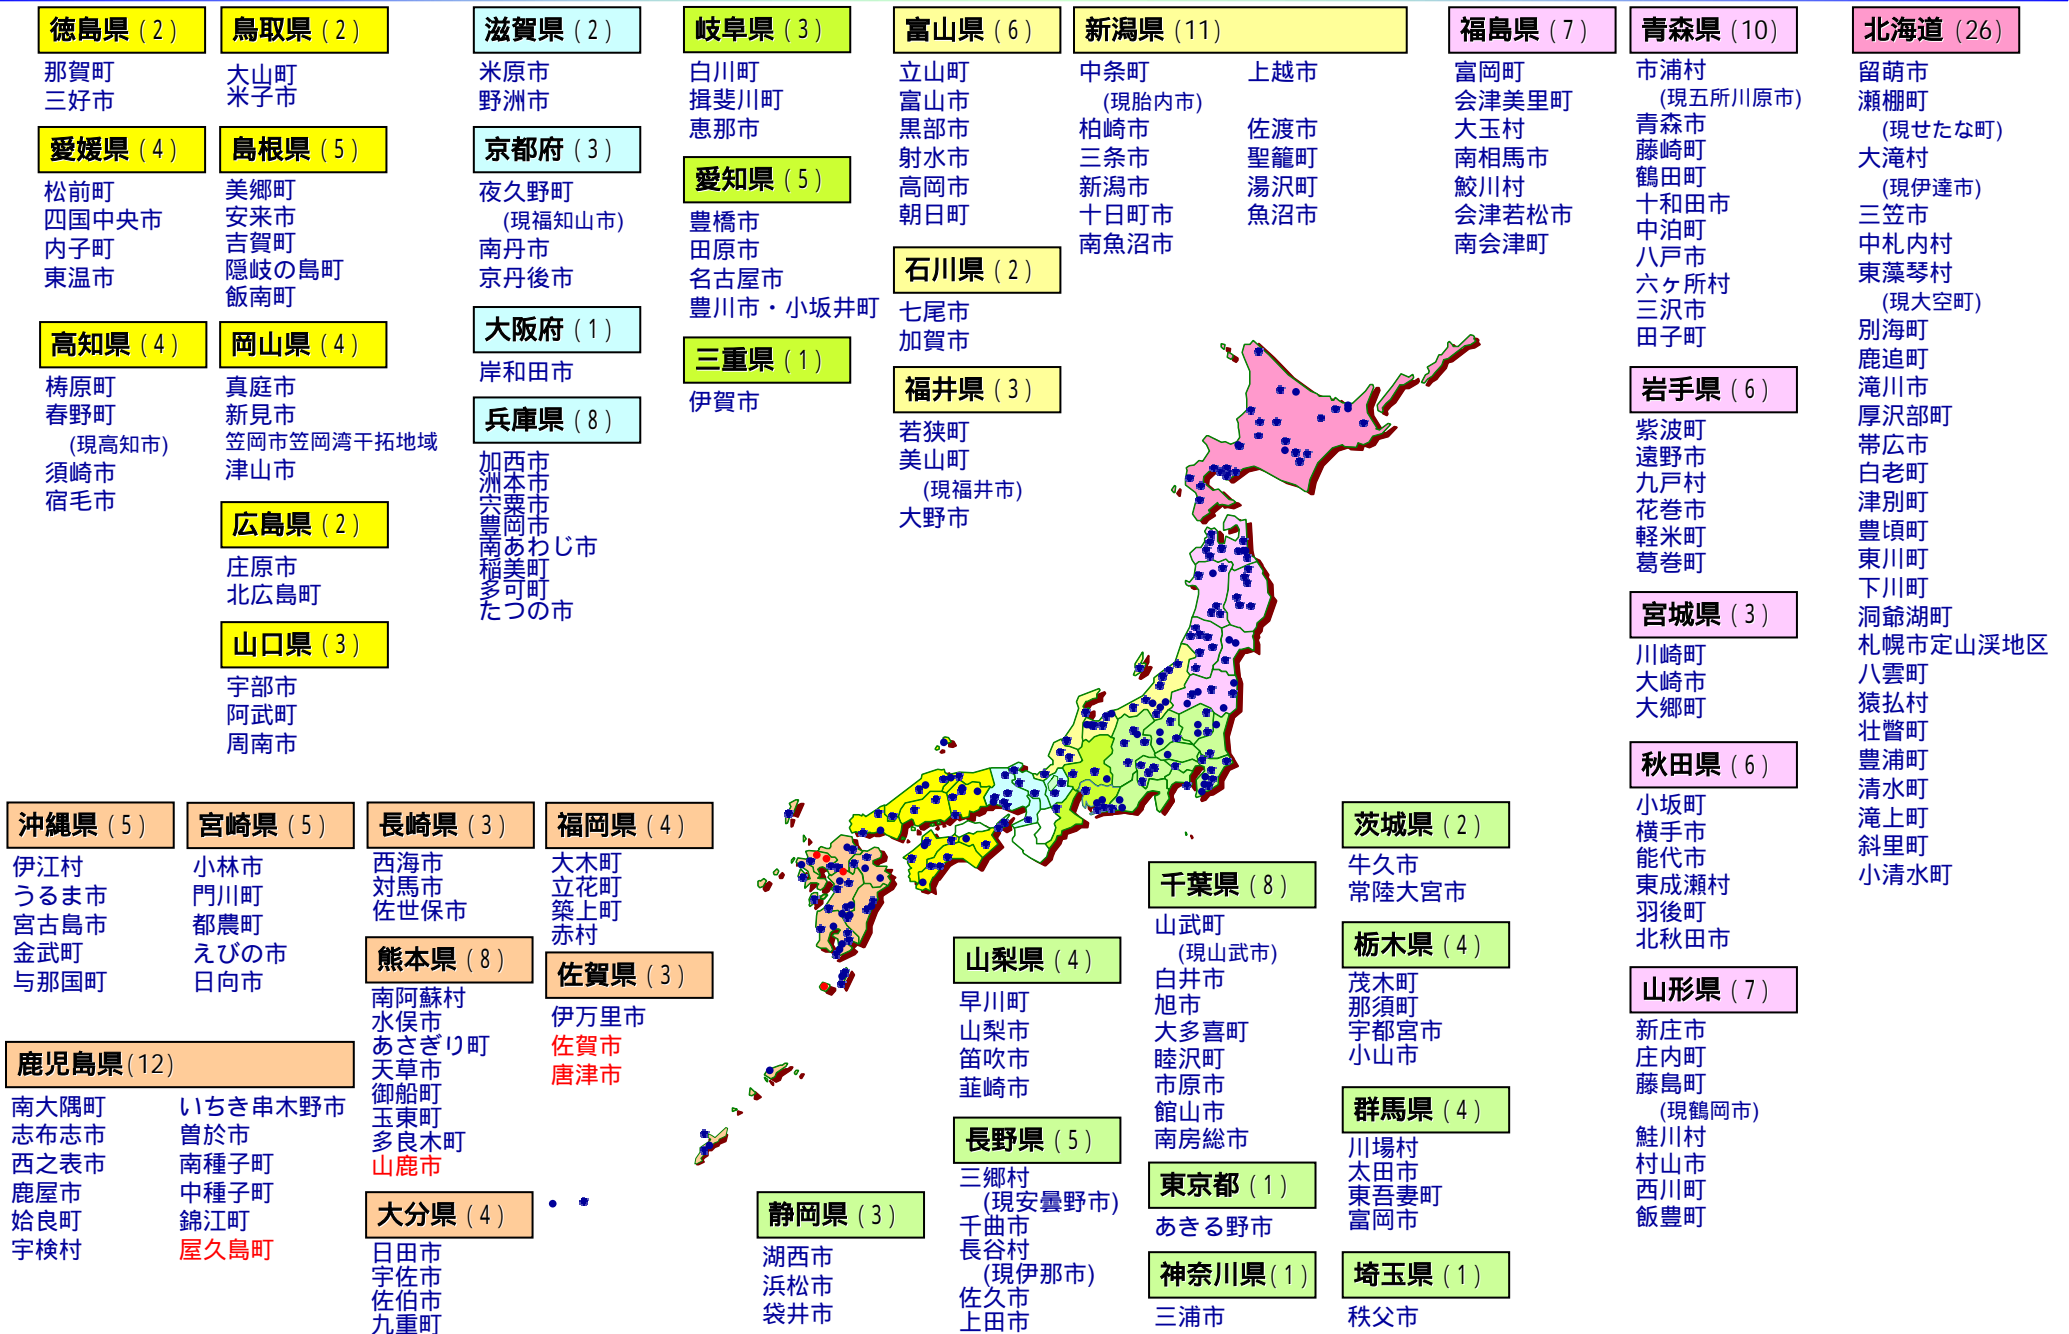 徳島県(2)
那賀町
三好市
愛媛県(4)
松前町
四国中央市
内子町
東温市
高知県(4)
梼原町
春野町
(現高知市)
須崎市
宿毛市
鳥取県(2)
大山町
米子市
島根県(5)
美郷町
安来市
吉賀町
隠岐の島町
飯南町
岡山県(4)
真庭市
新見市
笠岡市笠岡湾干拓地域
津山市
広島県(2)
庄原市
北広島町
山口県(3)
宇部市
阿武町
周南市
滋賀県(2)
米原市
野洲市
京都府(3)
夜久野町
(現福知山市)
南丹市
京丹後市
大阪府(1)
岸和田市
兵庫県(8)
加西市
洲本市
宍粟市
豊岡市
南あわじ市
稲美町
多可町
たつの市
岐阜県(3)
白川町
揖斐川町
恵那市
愛知県(5)
豊橋市
田原市
名古屋市
豊川市・小坂井町
三重県(1)
伊賀市
富山県(6)
立山町
富山市
黒部市
射水市
高岡市
朝日町
石川県(2)
七尾市
加賀市
福井県(3)
若狭町
美山町
(現福井市)
大野市
新潟県(11)
中条町
(現胎内市)
柏崎市
三条市
新潟市
十日町市
南魚沼市
上越市
佐渡市
聖籠町
湯沢町
魚沼市
福島県(7)
富岡町
会津美里町
大玉村
南相馬市
鮫川村
会津若松市
南会津町
青森県(10)
市浦村
(現五所川原市)
青森市
藤崎町
鶴田町
十和田市
中泊町
八戸市
六ヶ所村
三沢市
田子町
岩手県(6)
紫波町
遠野市
九戸村
花巻市
軽米町
葛巻町
宮城県(3)
川崎町
大崎市
大郷町
秋田県(6)
小坂町
横手市
能代市
東成瀬村
羽後町
北秋田市
山形県(7)
新庄市
庄内町
藤島町
(現鶴岡市)
鮭川村
村山市
西川町
飯豊町
北海道(26)
留萌市
瀬棚町
(現せたな町)
大滝村
(現伊達市)
三笠市
中札内村
東藻琴村
(現大空町)
別海町
鹿追町
滝川市
厚沢部町
帯広市
白老町
津別町
豊頃町
東川町
下川町
洞爺湖町
札幌市定山渓地区
八雲町
猿払村
壮瞥町
豊浦町
清水町
滝上町
斜里町
小清水町
沖縄県(5)
伊江村
うるま市
宮古島市
金武町
与那国町
宮崎県(5)
小林市
門川町
都農町
えびの市
日向市
長崎県(3)
西海市
対馬市
佐世保市
福岡県(4)
大木町
立花町
築上町
赤村
熊本県(8)
南阿蘇村
水俣市
あさぎり町
天草市
御船町
玉東町
多良木町
山鹿市
佐賀県(3)
伊万里市
佐賀市
唐津市
鹿児島県(12)
南大隅町
志布志市
西之表市
鹿屋市
姶良町
宇検村
いちき串木野市
曽於市
南種子町
中種子町
錦江町
屋久島町
大分県(4)
日田市
宇佐市
佐伯市
九重町
静岡県(3)
湖西市
浜松市
袋井市
山梨県(4)
早川町
山梨市
笛吹市
韮崎市
長野県(5)
三郷村
(現安曇野市)
千曲市
長谷村
(現伊那市)
佐久市
上田市
千葉県(8)
山武町
(現山武市)
白井市
旭市
大多喜町
睦沢町
市原市
館山市
南房総市
東京都(1)
あきる野市
神奈川県(1)
三浦市
茨城県(2)
牛久市
常陸大宮市
栃木県(4)
茂木町
那須町
宇都宮市
小山市
群馬県(4)
川場村
太田市
東吾妻町
富岡市
埼玉県(1)
秩父市